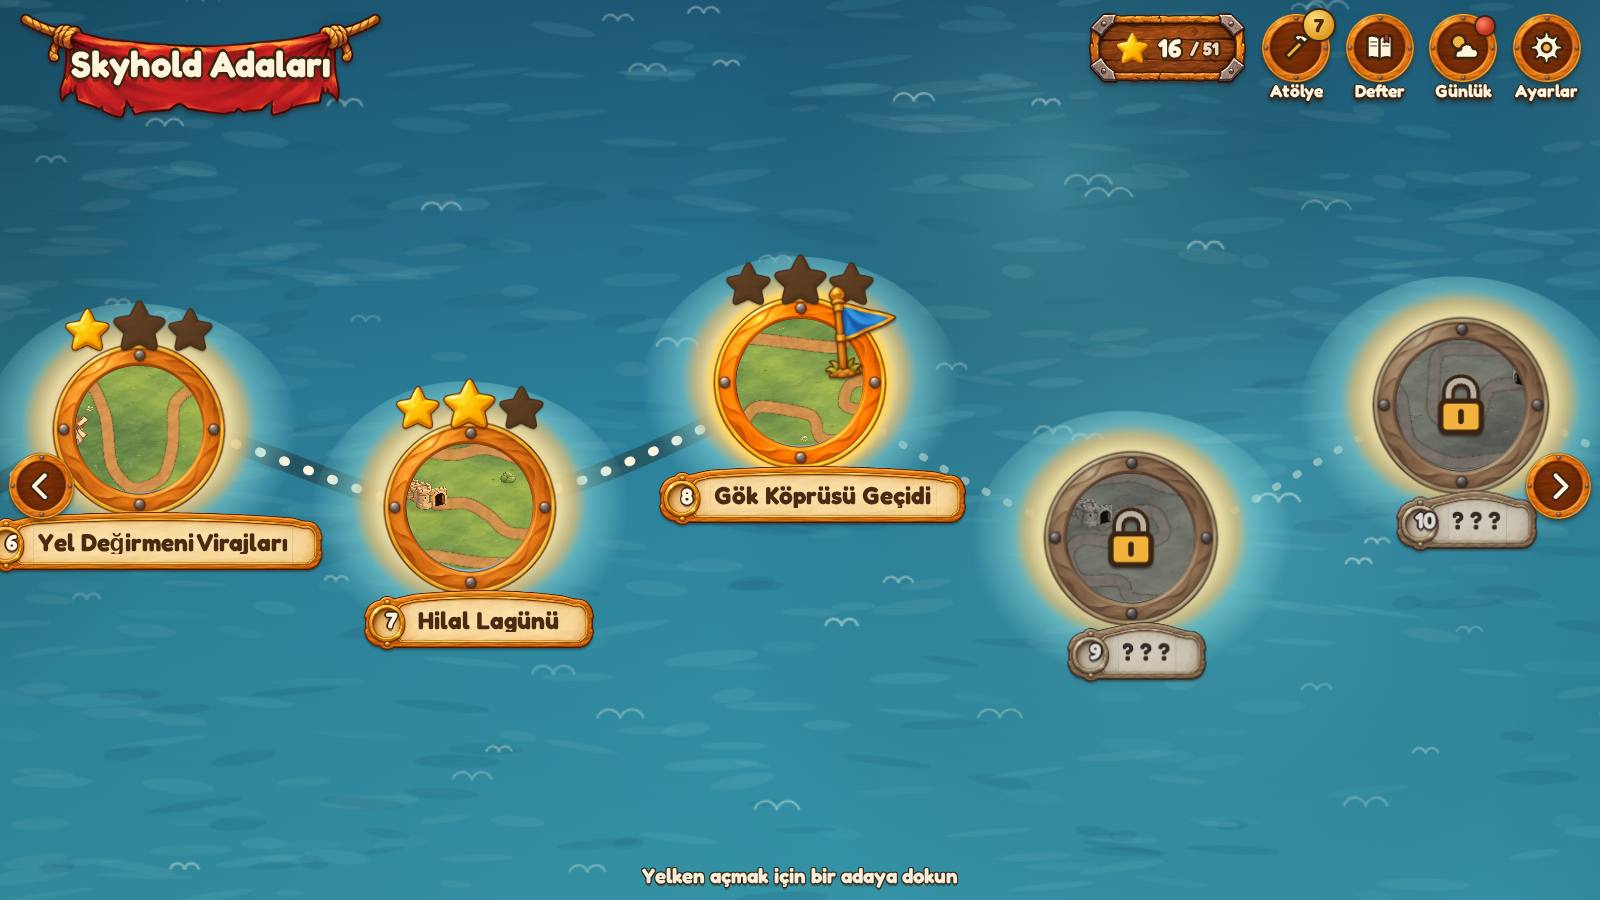 Skyhold Adaları
16 / 51
7
Atölye
Defter
Günlük
Ayarlar
6 Yel Değirmeni Virajları
7 Hilal Lagünü
8 Gök Köprüsü Geçidi
9 ???
10 ???
Yelken açmak için bir adaya dokun